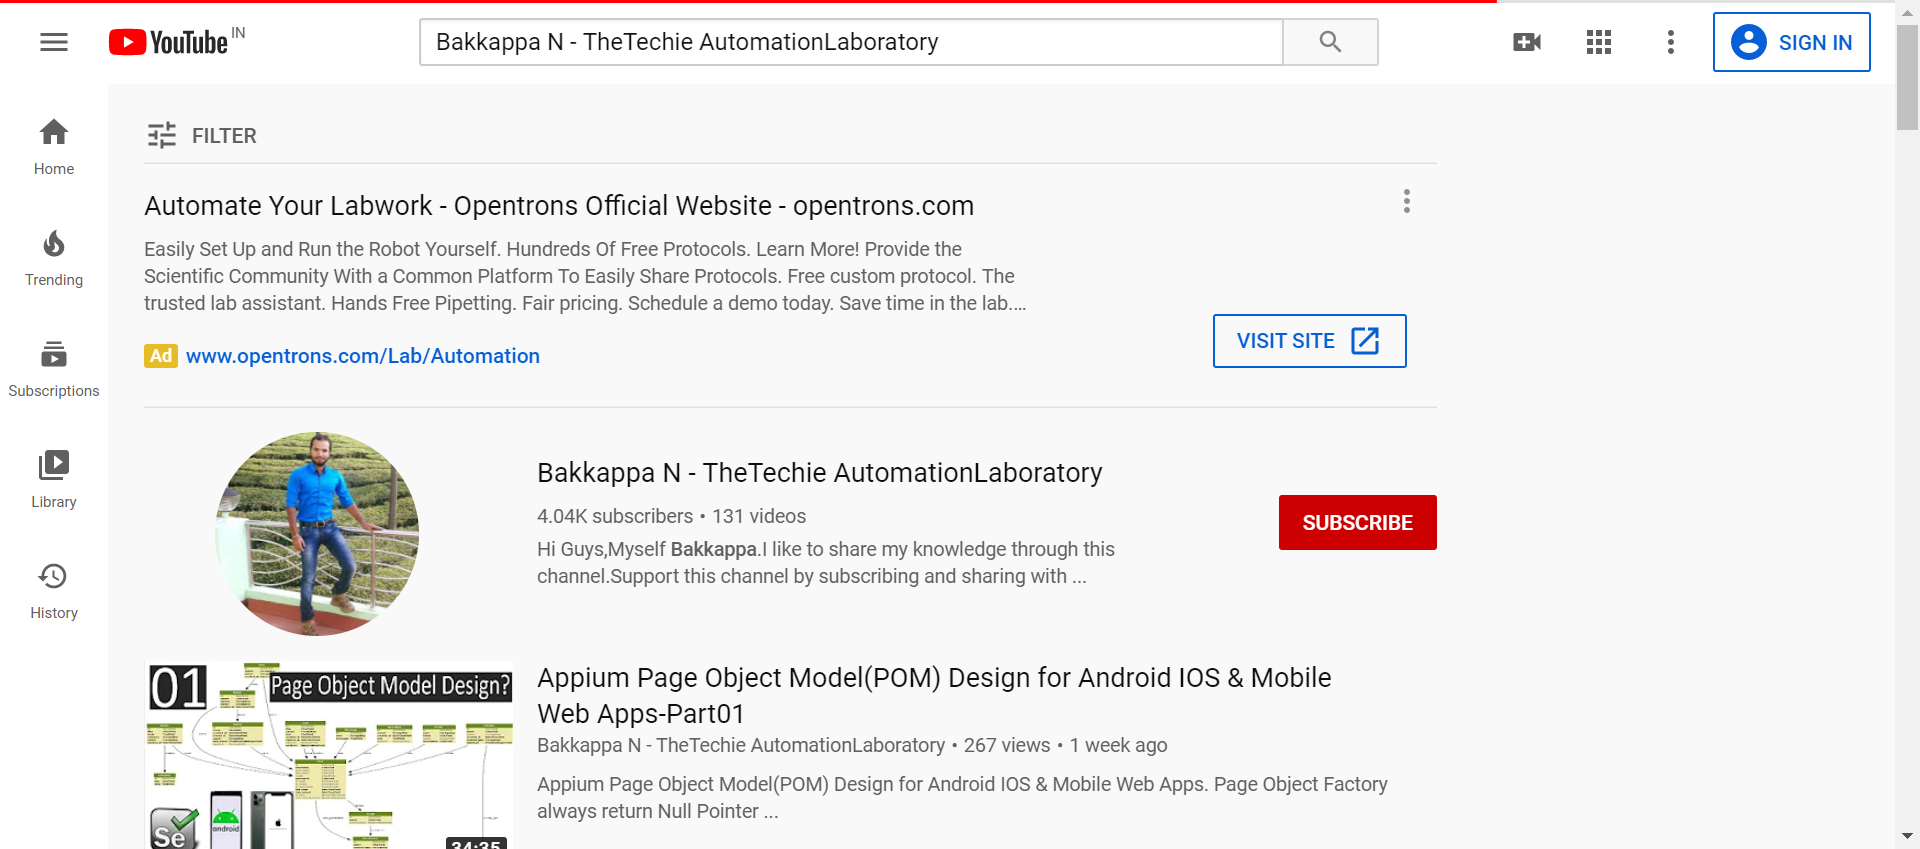 YouTube IN
Bakkappa N - TheTechie AutomationLaboratory
SIGN IN
Home
Trending
Subscriptions
Library
History
FILTER
Automate Your Labwork - Opentrons Official Website - opentrons.com
Easily Set Up and Run the Robot Yourself. Hundreds Of Free Protocols. Learn More! Provide the
Scientific Community With a Common Platform To Easily Share Protocols. Free custom protocol. The
trusted lab assistant. Hands Free Pipetting. Fair pricing. Schedule a demo today. Save time in the lab....
Ad www.opentrons.com/Lab/Automation
VISIT SITE
Bakkappa N - TheTechie AutomationLaboratory
4.04K subscribers • 131 videos
Hi Guys,Myself Bakkappa.I like to share my knowledge through this
channel.Support this channel by subscribing and sharing with ...
SUBSCRIBE
01 Page Object Model Design?
Se
android
34:35
Appium Page Object Model(POM) Design for Android IOS & Mobile
Web Apps-Part01
Bakkappa N - TheTechie AutomationLaboratory • 267 views • 1 week ago
Appium Page Object Model(POM) Design for Android IOS & Mobile Web Apps. Page Object Factory
always return Null Pointer ...